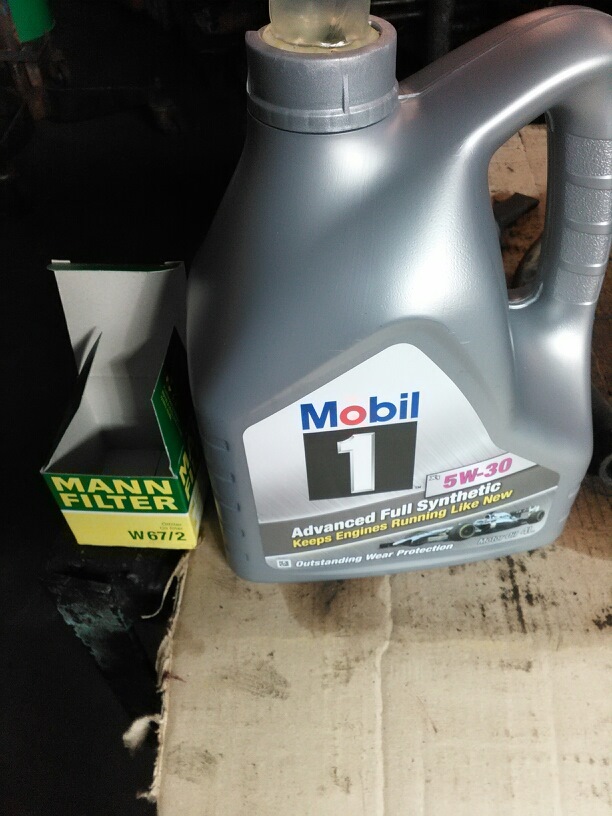 Mobil
1
5W-30
Advanced Full Synthetic
Keeps Engines Running Like New
Outstanding Wear Protection
MANN
FILTER
W 67/2